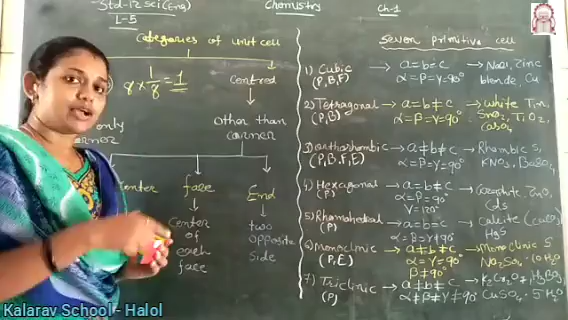 Std-12 sci(Eng)
Chemistry
Ch-1
L-5
Categories of unit cell
8 × 1/8 = 1
Centred
only
corner
Other than
corner
Center
face
End
Center
of
each
face
two
opposite
side
Seven primitive cell
1) Cubic → a=b=c → NaCl, Zinc
(P,B,F) α=β=γ=90° blende, Cu
2) Tetragonal → a=b≠c → white Tin,
(P,B) α=β=γ=90° SnO₂, TiO₂,
CaSO₄
3) Orthorhombic → a≠b≠c → Rhombic S,
(P,B,F,E) α=β=γ=90° KNO₃, BaSO₄
4) Hexagonal → a=b≠c → Graphite, ZnO,
(P) α=β=90° Cds
γ=120°
5) Rhombohedral → a=b=c → calcite (CaCO₃)
(P) α=β=γ≠90° HgS
6) Monoclinic → a≠b≠c → Monoclinic S
(P,E) α=γ=90° Na₂SO₄·10H₂O
β≠90°
7) Triclinic → a≠b≠c → K₂Cr₂O₇, H₃BO₃,
(P) α≠β≠γ≠90° CuSO₄·5H₂O
Kalarav School - Halol